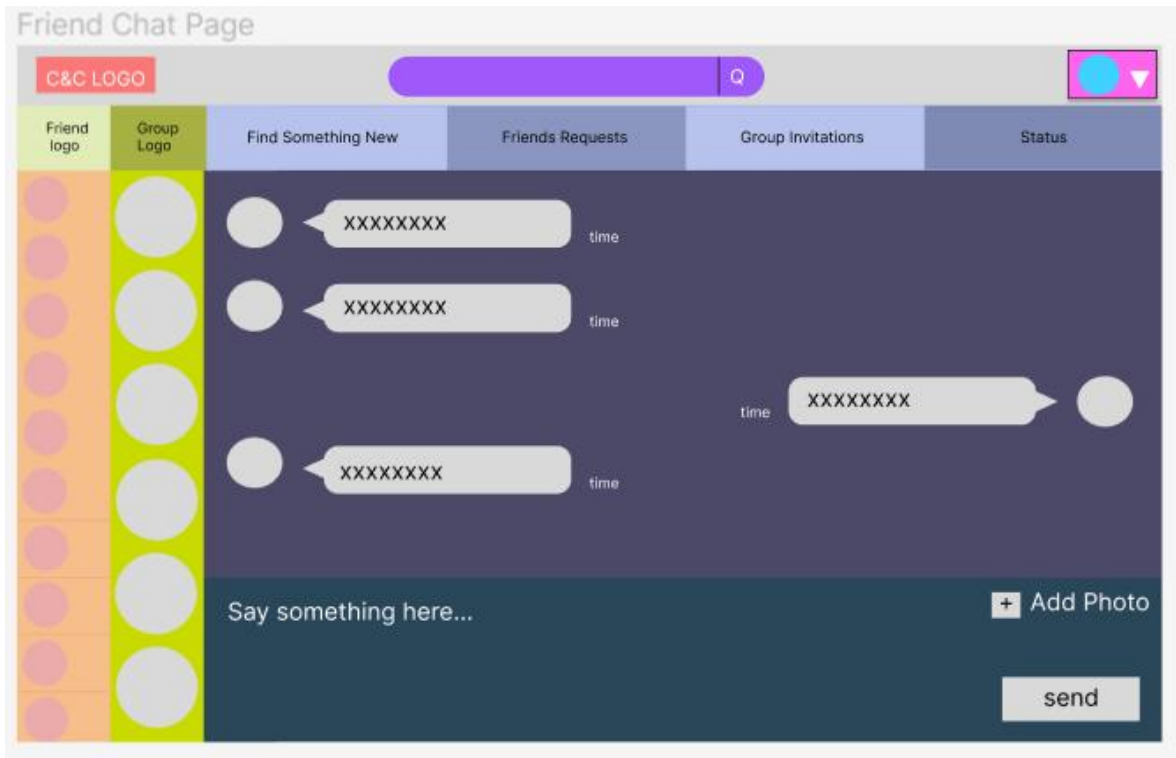 Friend Chat Page
C&C LOGO
Q
Friend
logo
Group
Logo
Find Something New
Friends Requests
Group Invitations
Status
XXXXXXXX
time
XXXXXXXX
time
time
XXXXXXXX
XXXXXXXX
time
Say something here...
+ Add Photo
send